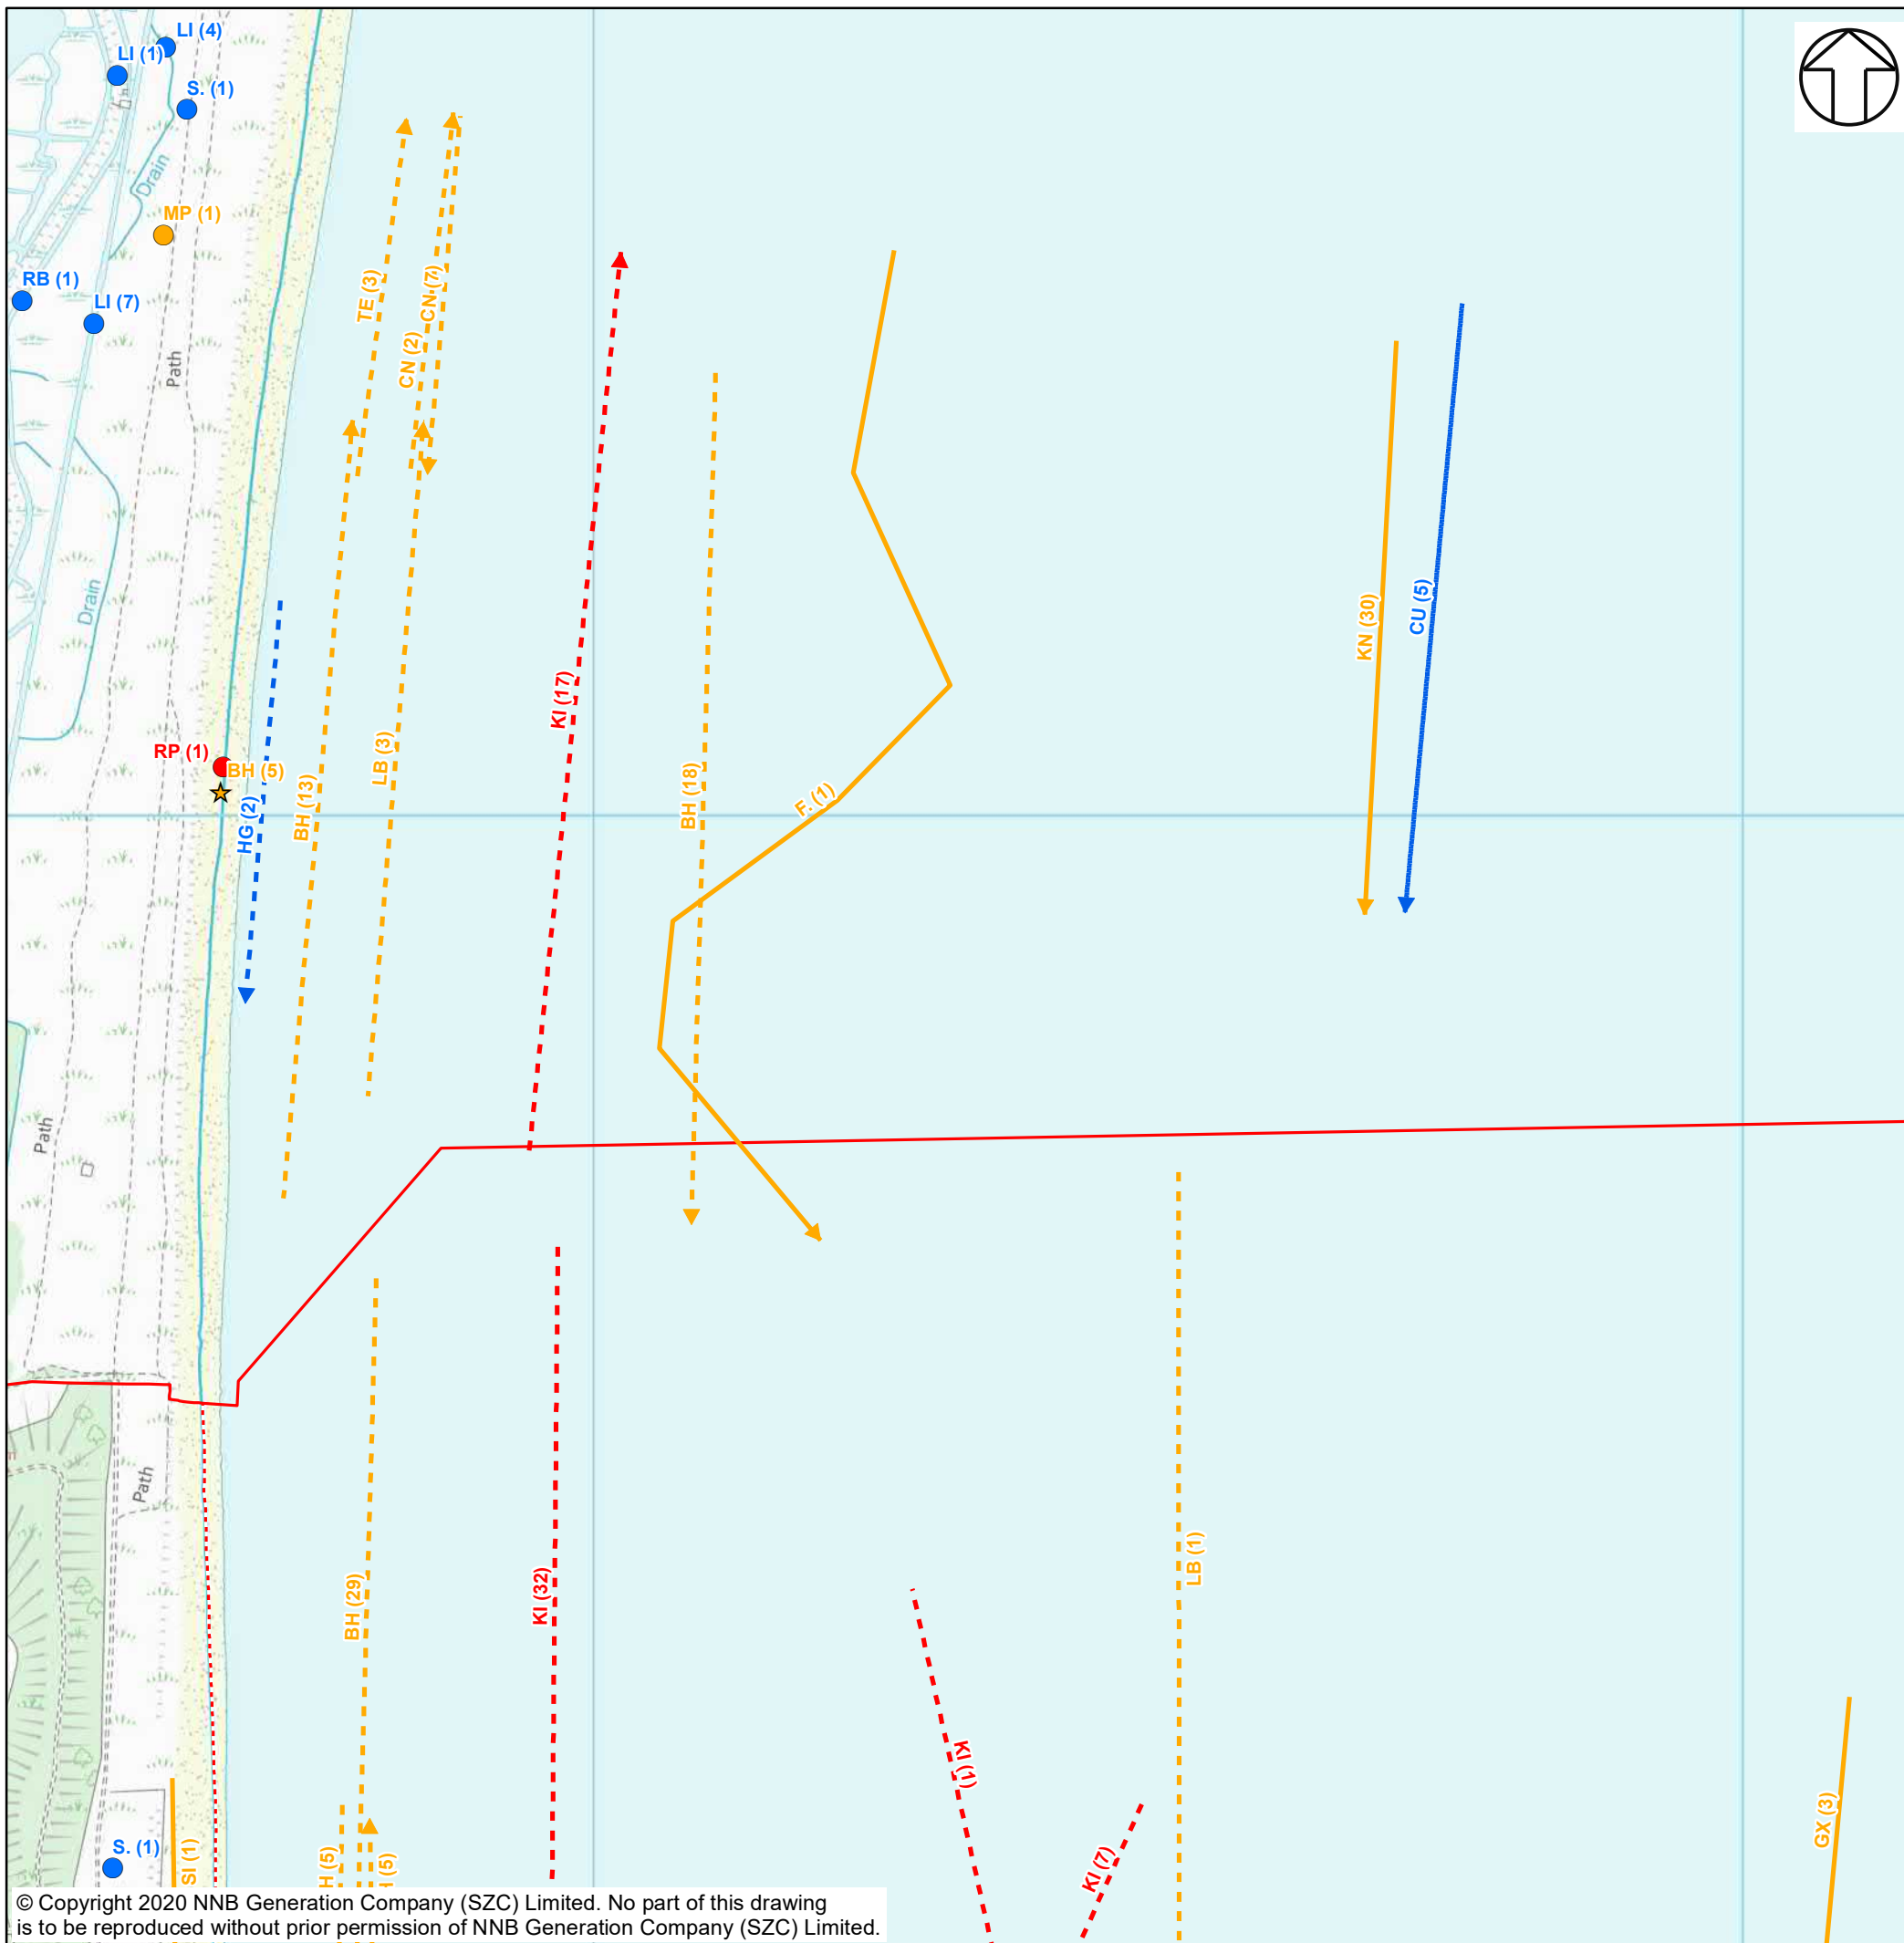 LI (4)
LI (1)
S. (1)
Drain
MP (1)
RB (1)
LI (7)
Path
TE (3)
CN (7)
CN (2)
Drain
KN (30)
CU (5)
KI (17)
RP (1)
BH (5)
HG (2)
BH (13)
LB (3)
BH (18)
F. (1)
Path
Path
BH (29)
KI (32)
LB (1)
KI (1)
KI (7)
GX (3)
S. (1)
SI (1)
H (5)
H (5)
© Copyright 2020 NNB Generation Company (SZC) Limited. No part of this drawing
is to be reproduced without prior permission of NNB Generation Company (SZC) Limited.